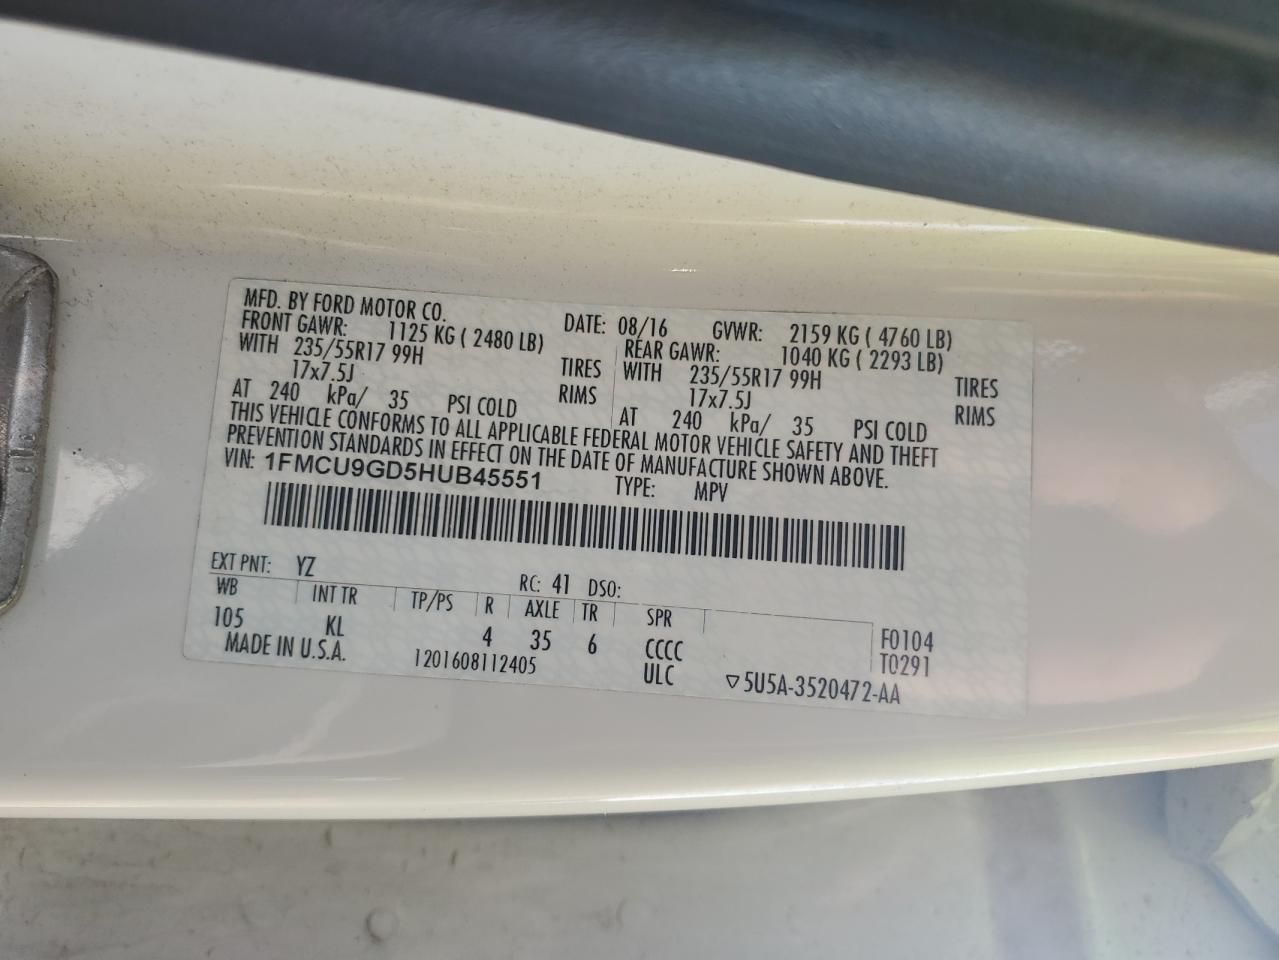 MFD. BY FORD MOTOR CO.
DATE: 08/16 GVWR: 2159 KG ( 4760 LB)
FRONT GAWR: 1125 KG ( 2480 LB) REAR GAWR: 1040 KG ( 2293 LB)
WITH 235/55R17 99H TIRES WITH 235/55R17 99H TIRES
17x7.5J RIMS 17x7.5J RIMS
AT 240 kPa/ 35 PSI COLD AT 240 kPa/ 35 PSI COLD
THIS VEHICLE CONFORMS TO ALL APPLICABLE FEDERAL MOTOR VEHICLE SAFETY AND THEFT
PREVENTION STANDARDS IN EFFECT ON THE DATE OF MANUFACTURE SHOWN ABOVE.
VIN: 1FMCU9GD5HUB45551 TYPE: MPV
EXT PNT: YZ RC: 41 DSO:
WB INT TR TP/PS R AXLE TR SPR
105 KL 4 35 6 CCCC F0104
MADE IN U.S.A. 1201608112405 ULC T0291
▽5U5A-3520472-AA